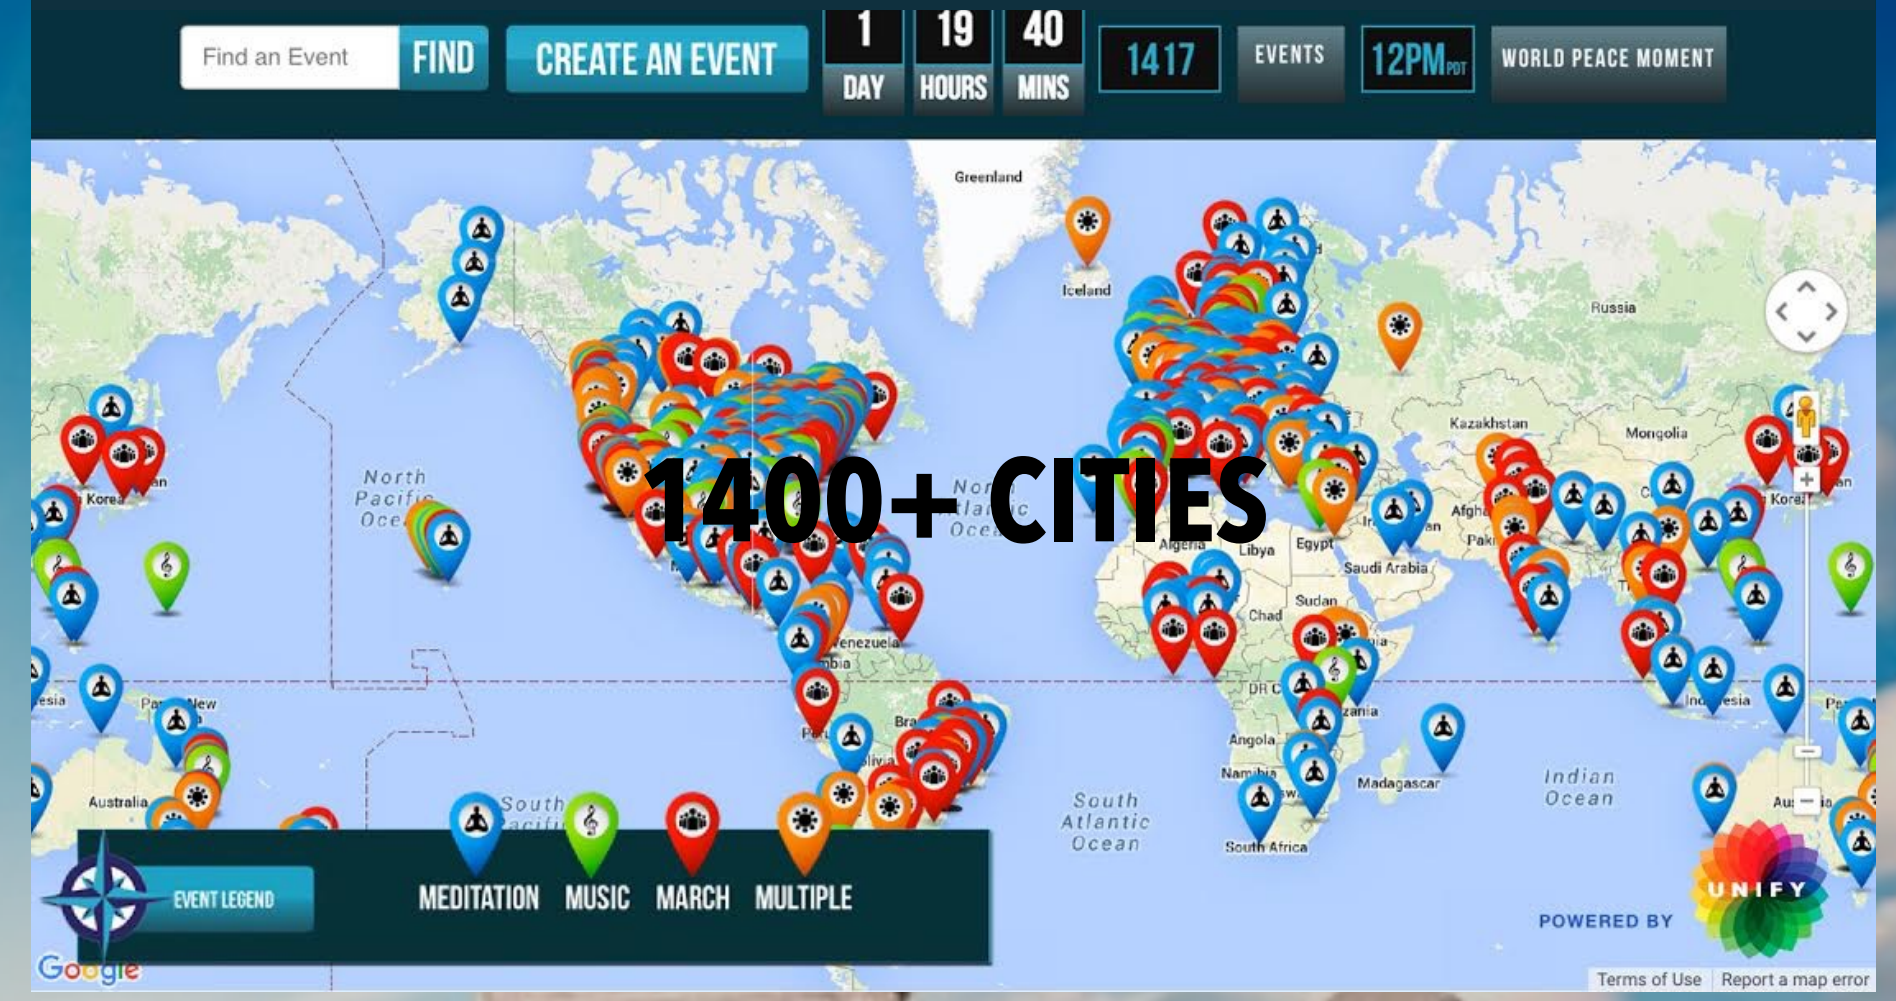 Find an Event
FIND
CREATE AN EVENT
1
DAY
19
HOURS
40
MINS
1417
EVENTS
12PM PDT
WORLD PEACE MOMENT
Greenland
Iceland
Russia
Kazakhstan
Mongolia
North
Pacific
1400+ CITIES
Korea
Korea
Algeria
Libya
Egypt
Saudi Arabia
Chad
Sudan
Angola
Namibia
Madagascar
South Africa
Australia
South
South
Atlantic
Ocean
Indian
Ocean
EVENT LEGEND
MEDITATION
MUSIC
MARCH
MULTIPLE
POWERED BY
UNIFY
Google
Terms of Use
Report a map error